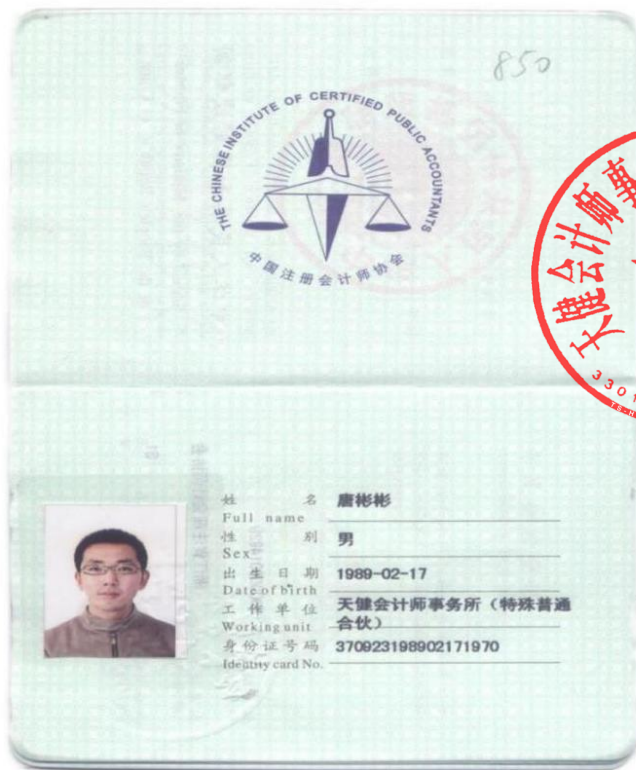 850
THE CHINESE INSTITUTE OF CERTIFIED PUBLIC ACCOUNTANTS
中国注册会计师协会
天健会计师事
3301
姓 名 唐彬彬
Full name
性 别 男
Sex
出 生 日 期 1989-02-17
Date of birth
工 作 单 位 天健会计师事务所（特殊普通
Working unit 合伙）
身份证号码 370923198902171970
Identity card No.